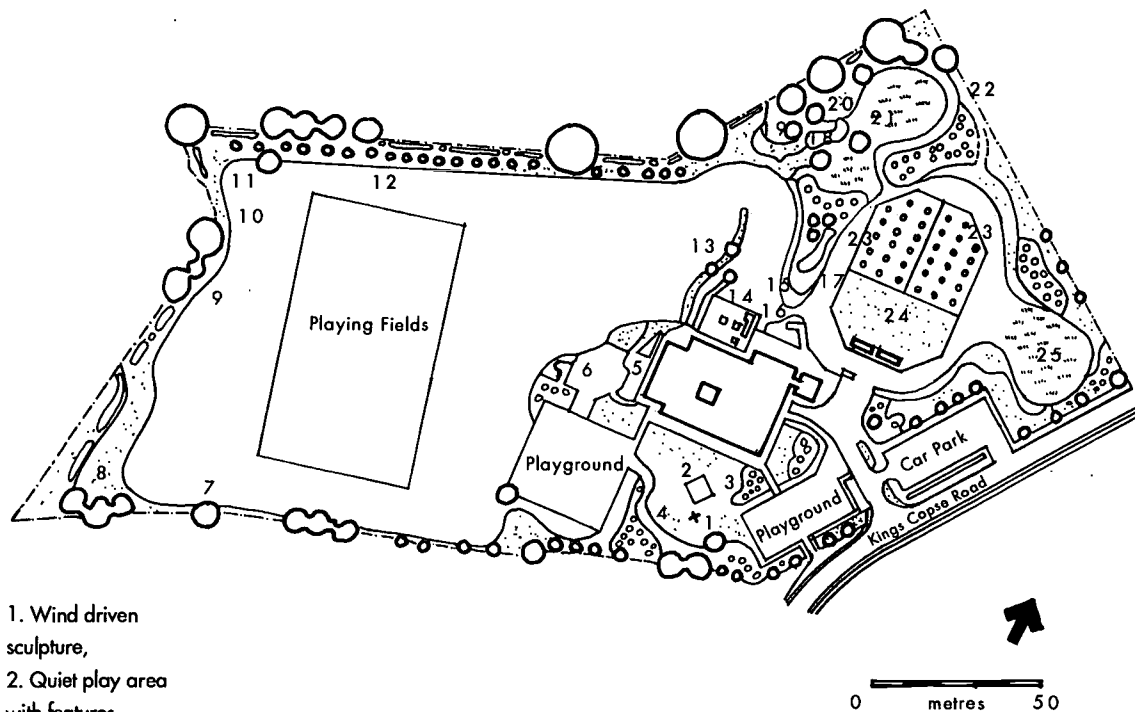 22
20
21
19
18
11
12
10
23
23
13
9
15
17
14
1
24
Playing Fields
25
6
5
Car Park
Playground
2
3
Kings Copse Road
8
7
4
1
Playground
1. Wind driven
sculpture,
2. Quiet play area
with features
0 metres 50